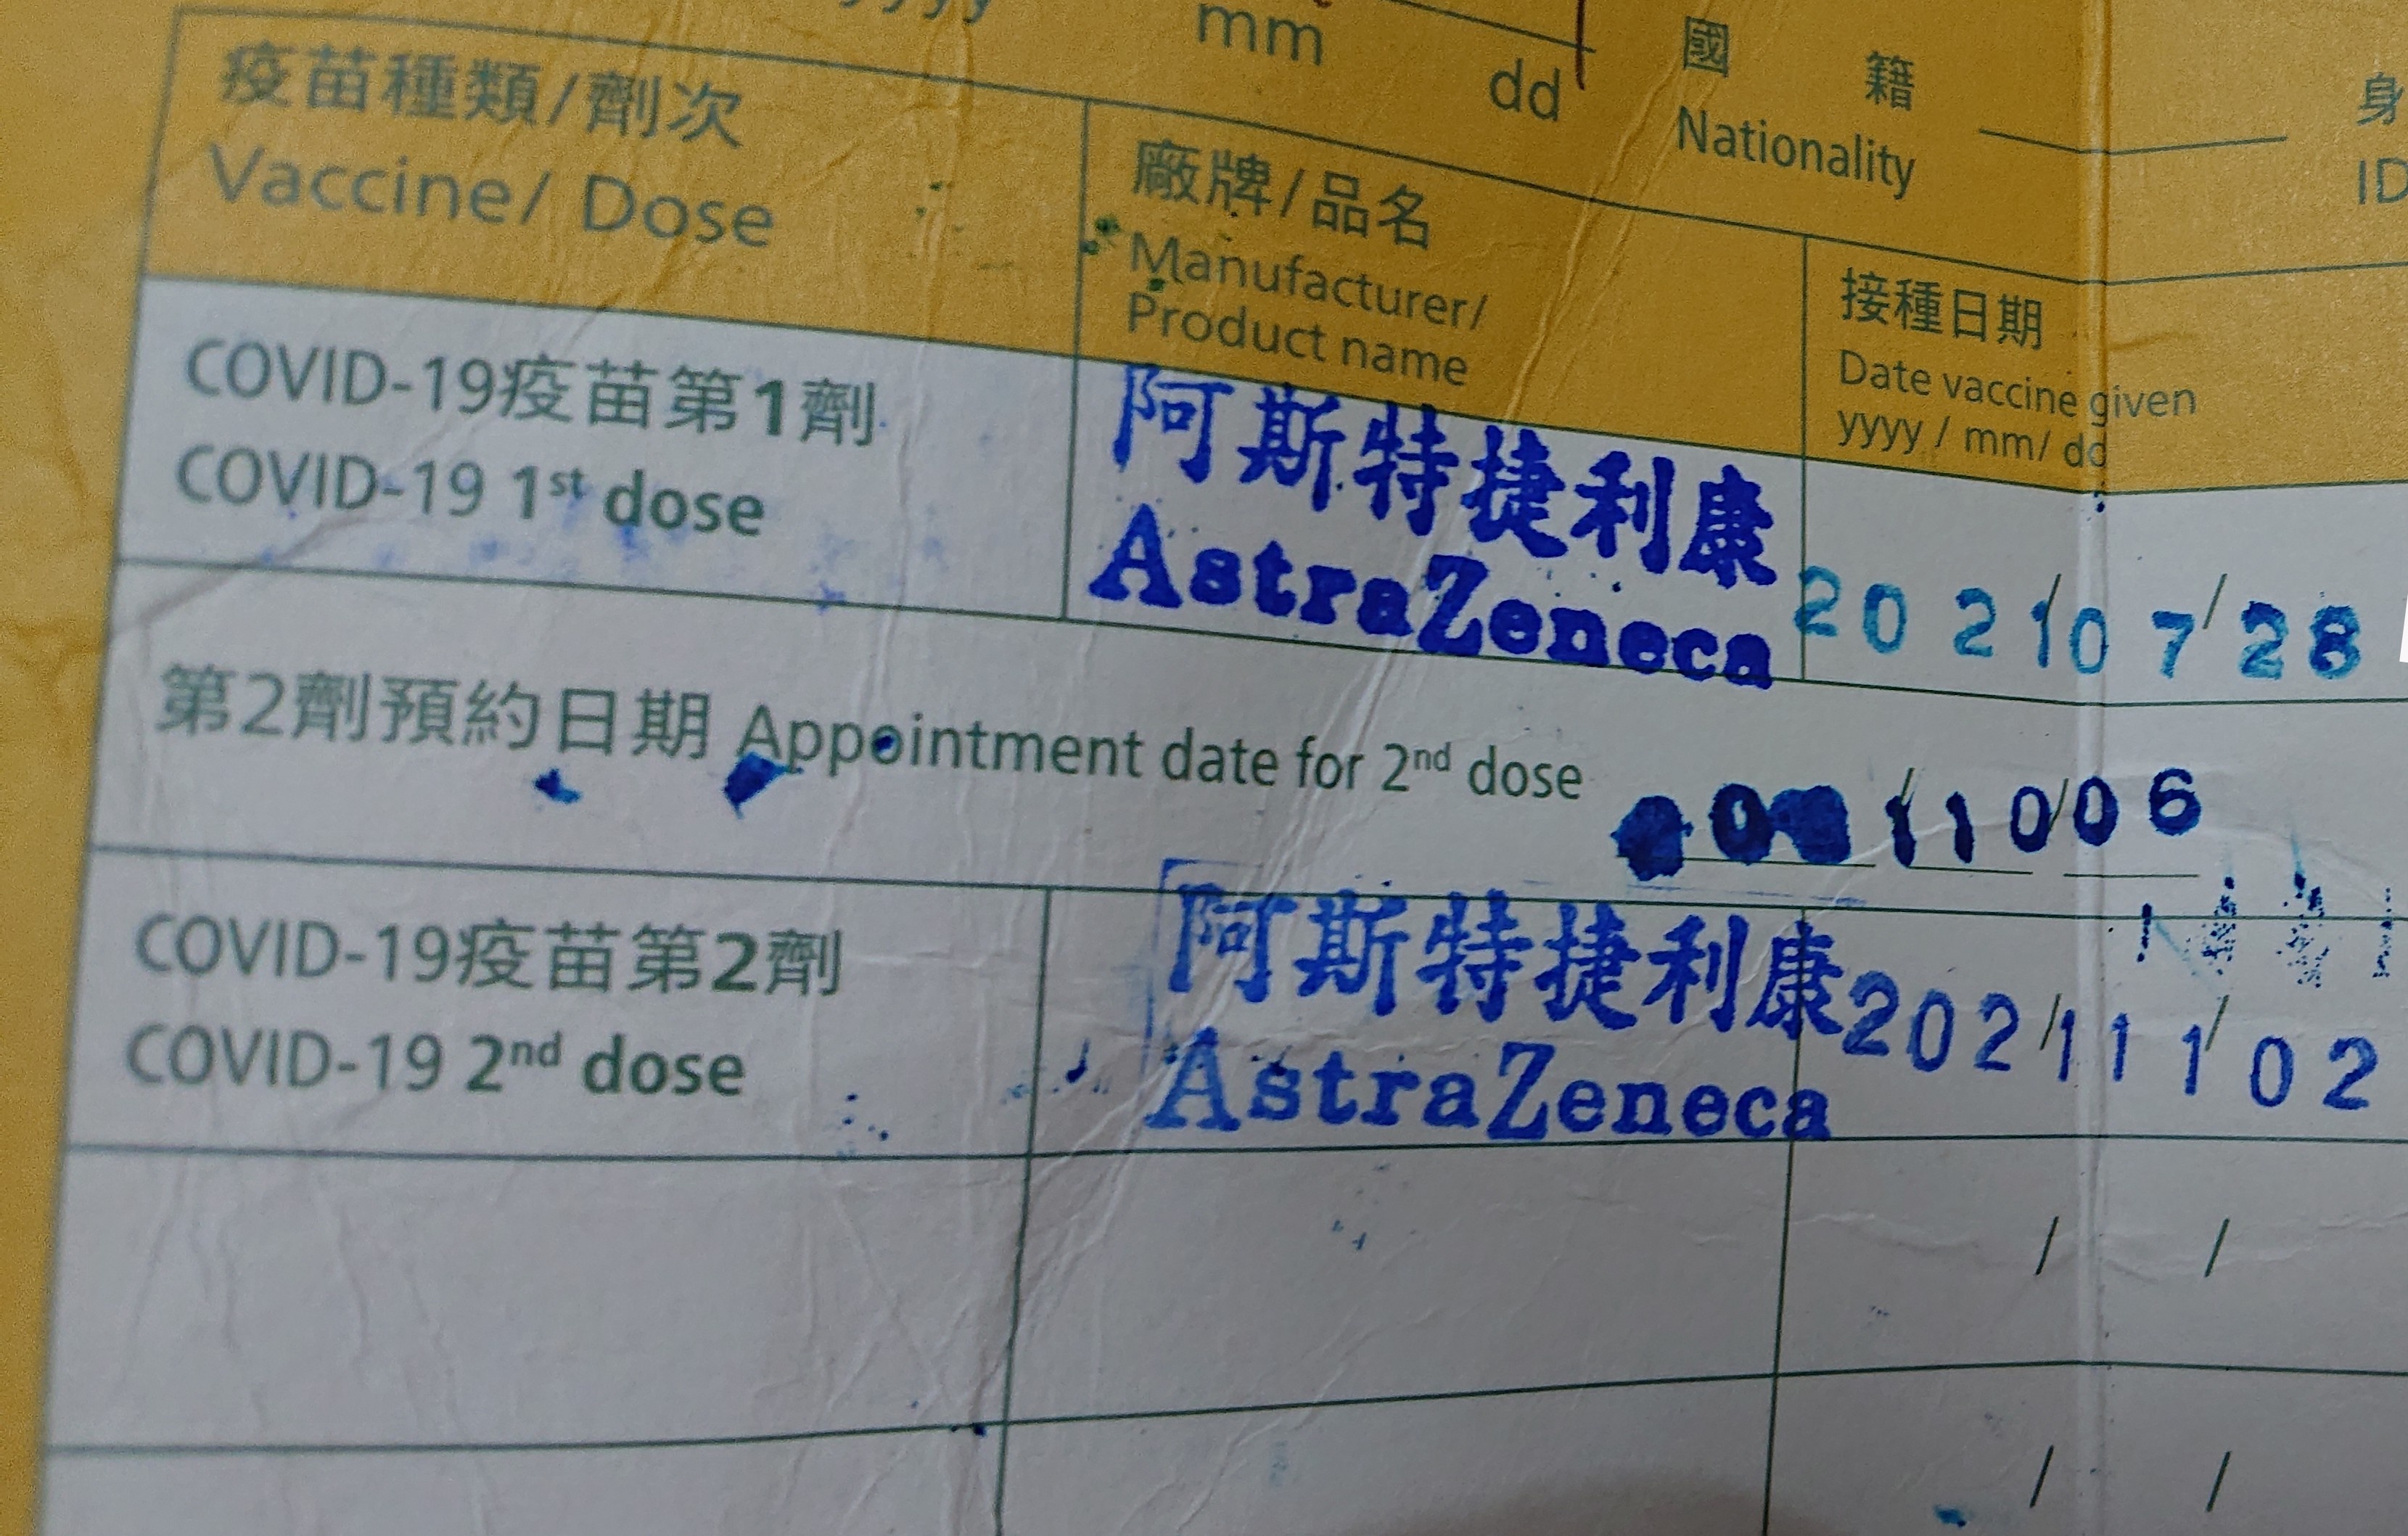 yyyy
mm
dd
國 籍
Nationality
身
ID
疫苗種類/劑次
Vaccine/ Dose
廠牌/品名
Manufacturer/
Product name
接種日期
Date vaccine given
yyyy / mm/ dd
COVID-19疫苗第1劑
COVID-19 1st dose
阿斯特捷利康
AstraZeneca
2021/07/28
第2劑預約日期 Appointment date for 2nd dose
/10/06
COVID-19疫苗第2劑
COVID-19 2nd dose
阿斯特捷利康
AstraZeneca
2021/11/02
/ /
/ /